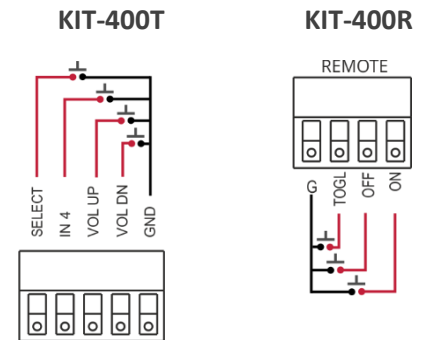 KIT-400T
KIT-400R
REMOTE
SELECT
IN 4
VOL UP
VOL DN
GND
G
TOGL
OFF
ON